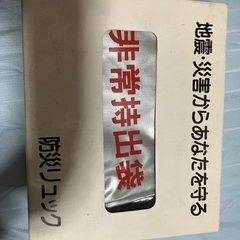 地震・災害からあなたを守る
非常持出袋
防災リュック